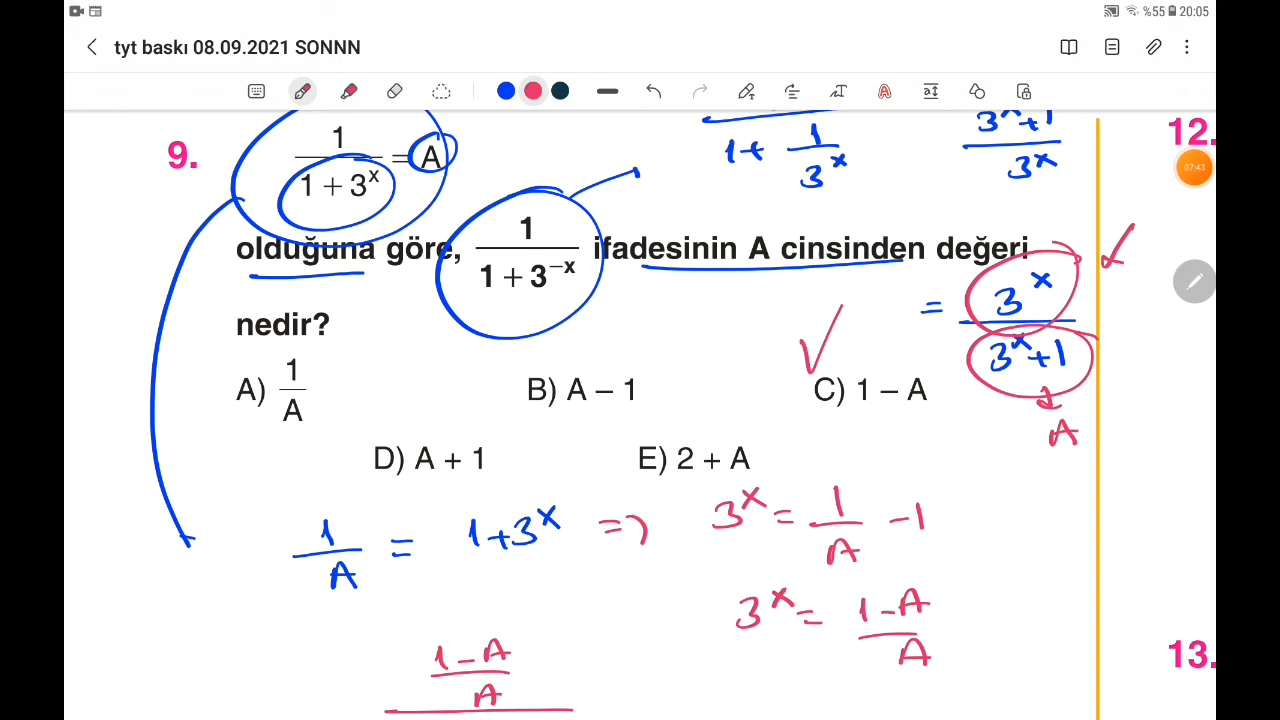 %55 20:05
tyt baskı 08.09.2021 SONNN
9. 1/(1 + 3^x) = A
1+ 1/3^x
3^x+1/3^x
12.
07:43
olduğuna göre, 1/(1 + 3^-x) ifadesinin A cinsinden değeri
= 3^x/(3^x+1)
A
nedir?
A) 1/A B) A – 1 C) 1 – A
D) A + 1 E) 2 + A
1/A = 1+3^x => 3^x = 1/A -1
3^x = (1-A)/A
(1-A)/A
13.